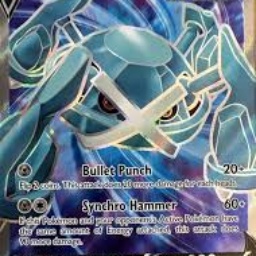 Bullet Punch 20+
Flip 2 coins. This attack does 20 more damage for each heads.
Synchro Hammer 60+
If this Pokémon and your opponent's Active Pokémon have
the same amount of Energy attached, this attack does
90 more damage.